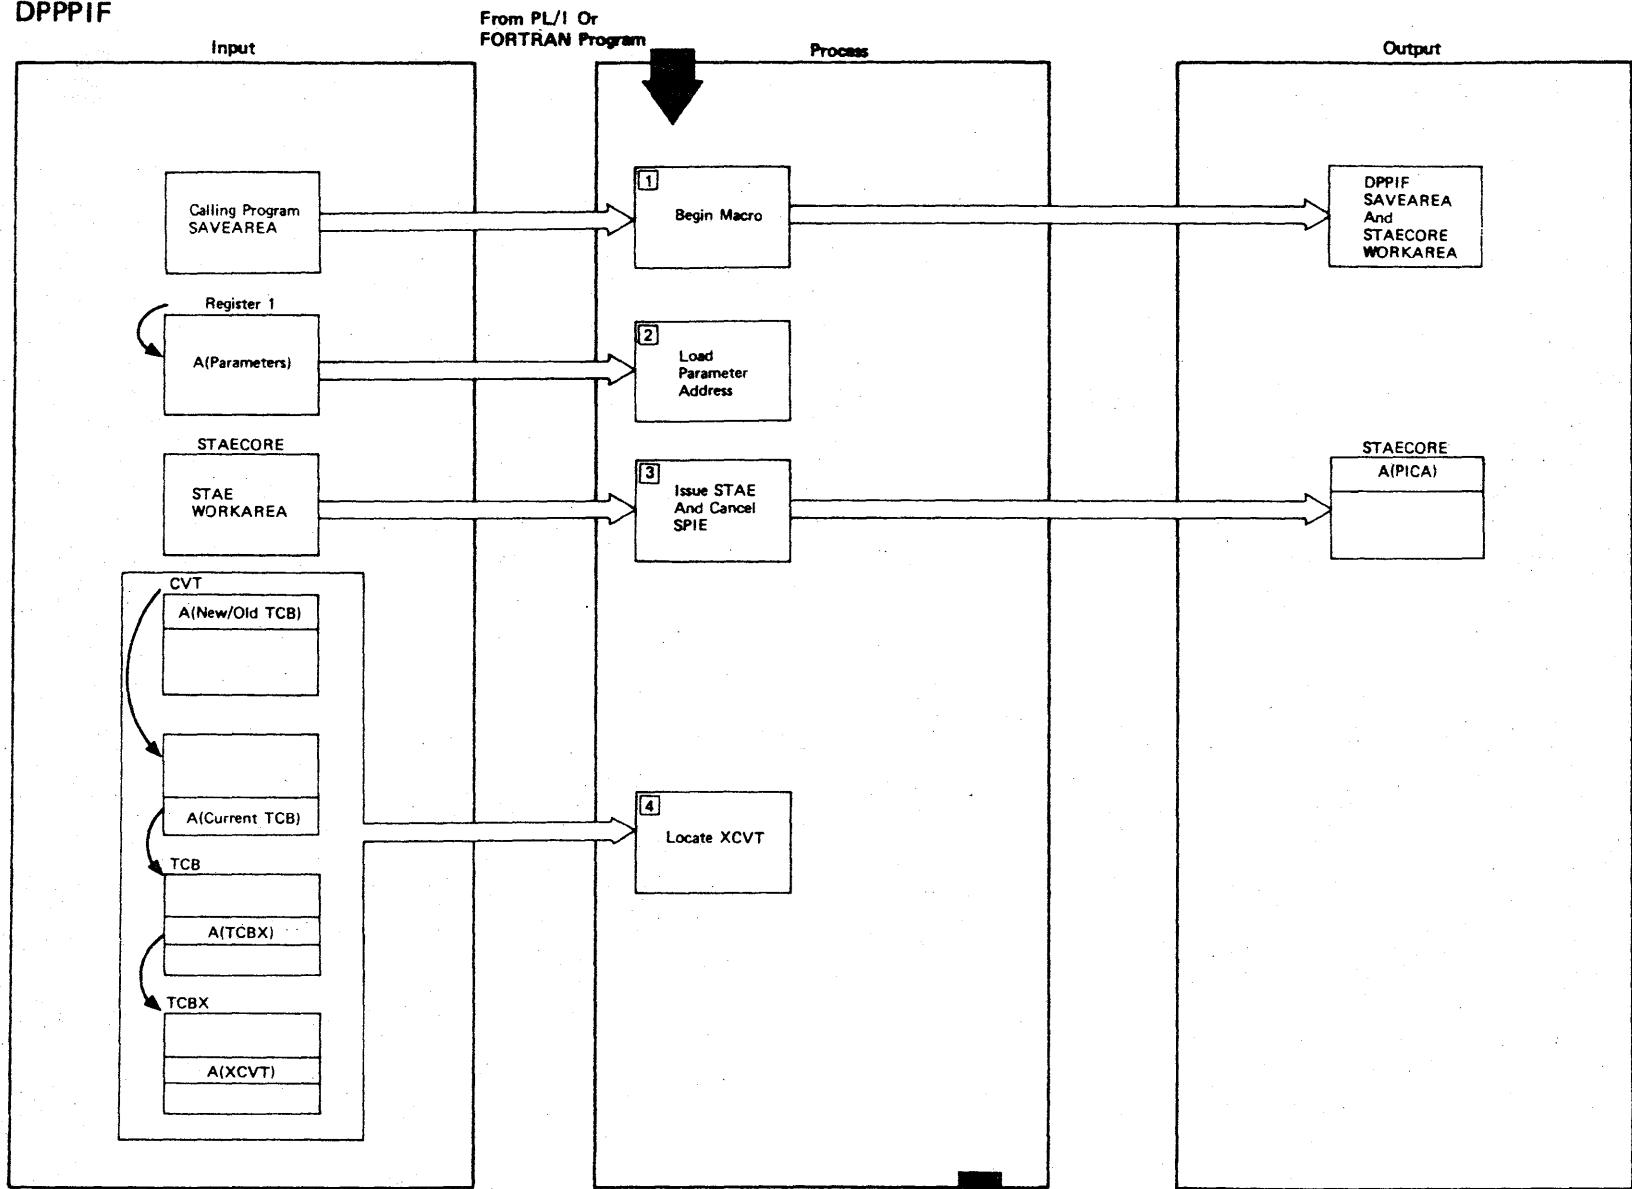 DPPPIF
From PL/I Or
FORTRAN Program
Input
Process
Output
Calling Program
SAVEAREA
1
Begin Macro
DPPIF
SAVEAREA
And
STAECORE
WORKAREA
Register 1
A(Parameters)
2
Load
Parameter
Address
STAECORE
STAE
WORKAREA
3
Issue STAE
And Cancel
SPIE
STAECORE
A(PICA)
CVT
A(New/Old TCB)
A(Current TCB)
4
Locate XCVT
TCB
A(TCBX)
TCBX
A(XCVT)